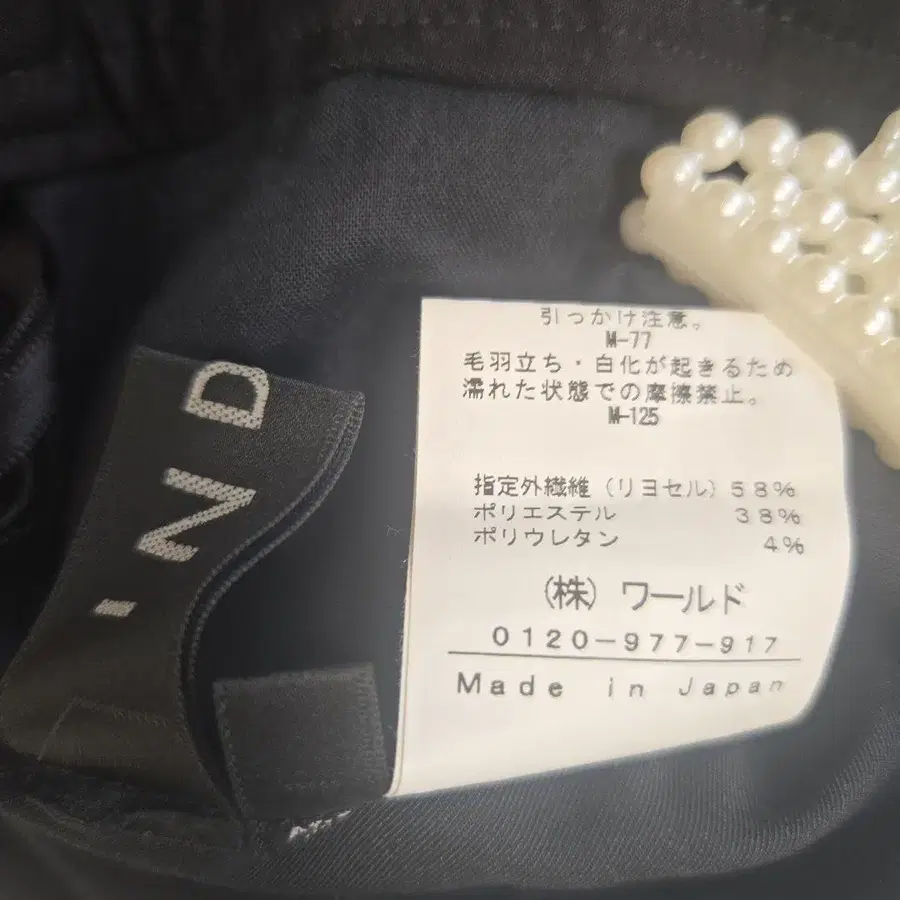 IND
引っかけ注意。
M-77
毛羽立ち・白化が起きるため
濡れた状態での摩擦禁止。
M-125
指定外繊維（リヨセル）58%
ポリエステル 38%
ポリウレタン 4%
（株）ワールド
0120-977-917
Made in Japan